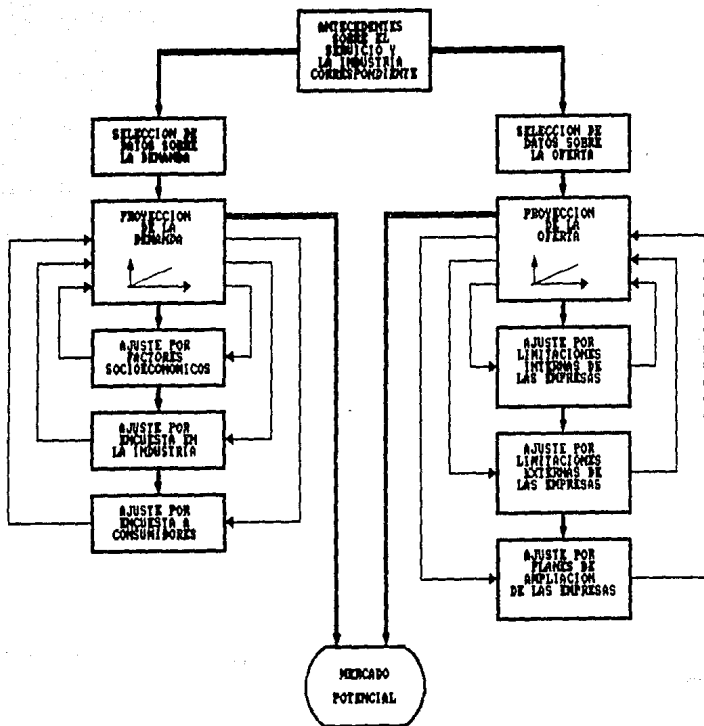 ANTECEDENTES
SOBRE EL
SERVICIO Y
LA INDUSTRIA
CORRESPONDIENTE
SELECCION DE
DATOS SOBRE
LA DEMANDA
SELECCION DE
DATOS SOBRE
LA OFERTA
PROYECCION
DE LA
DEMANDA
PROYECCION
DE LA
OFERTA
AJUSTE POR
FACTORES
SOCIOECONOMICOS
AJUSTE POR
LIMITACIONES
INTERNAS DE
LAS EMPRESAS
AJUSTE POR
ENCUESTA EN
LA INDUSTRIA
AJUSTE POR
LIMITACIONES
EXTERNAS DE
LAS EMPRESAS
AJUSTE POR
ENCUESTA A
CONSUMIDORES
AJUSTE POR
PLANES DE
AMPLIACION
DE LAS EMPRESAS
MERCADO
POTENCIAL